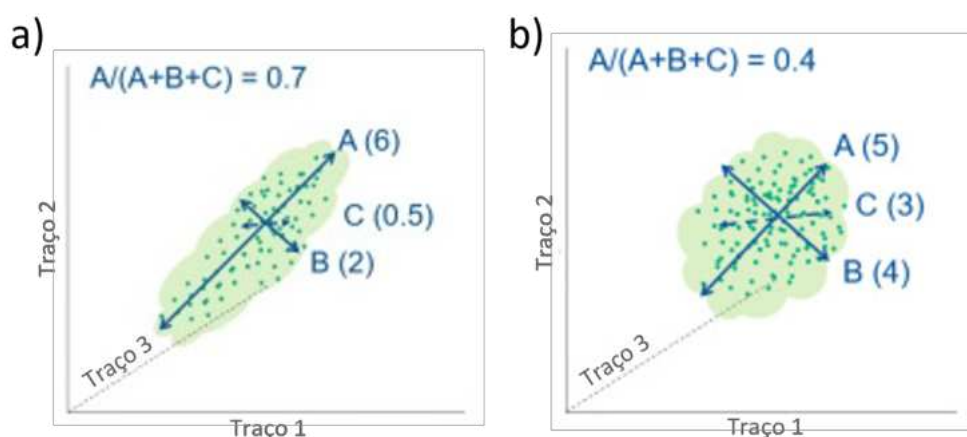 a)
A/(A+B+C) = 0.7
A (6)
C (0.5)
B (2)
Traço 2
Traço 3
Traço 1
b)
A/(A+B+C) = 0.4
A (5)
C (3)
B (4)
Traço 2
Traço 3
Traço 1